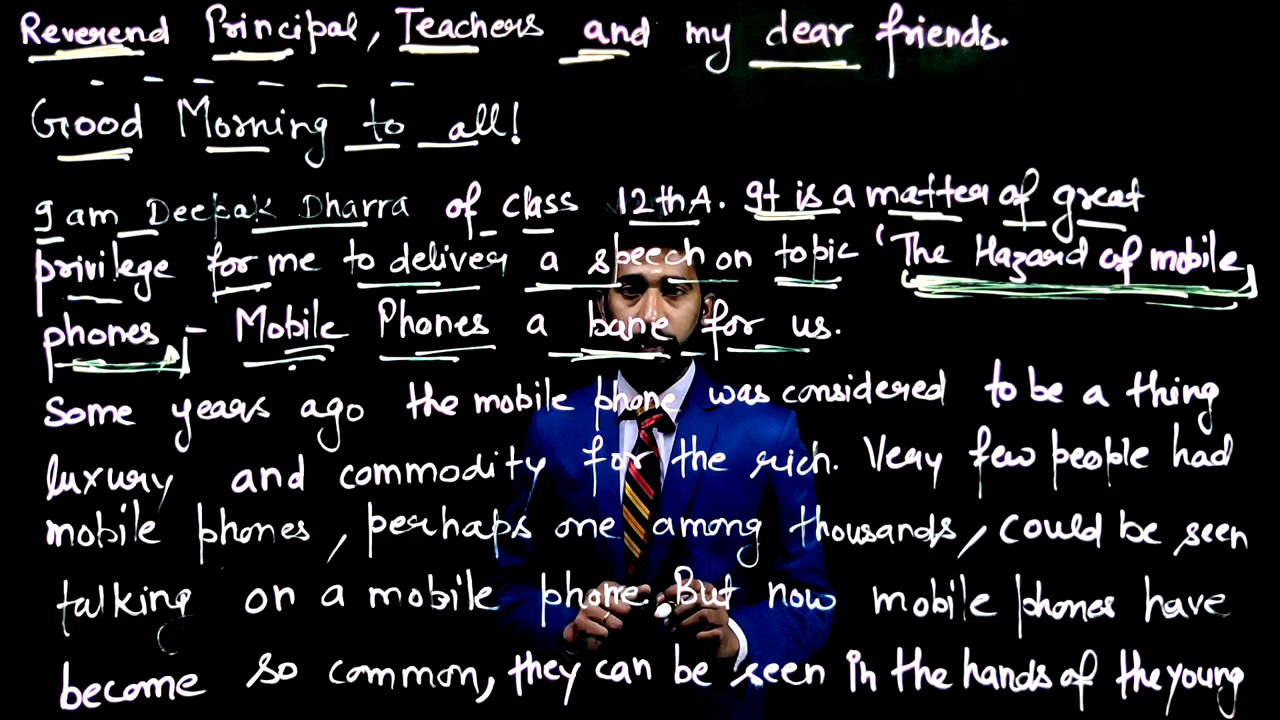 Reverend Principal, Teachers and my dear friends.
Good Morning to all!
I am Deepak Dharra of class 12th A. It is a matter of great
privilege for me to deliver a speech on topic 'The Hazard of mobile
phones - Mobile Phones a bane for us.
Some years ago the mobile phone was considered to be a thing
luxury and commodity for the rich. Very few people had
mobile phones, perhaps one among thousands, could be seen
talking on a mobile phone. But now mobile phones have
become so common, they can be seen in the hands of the young